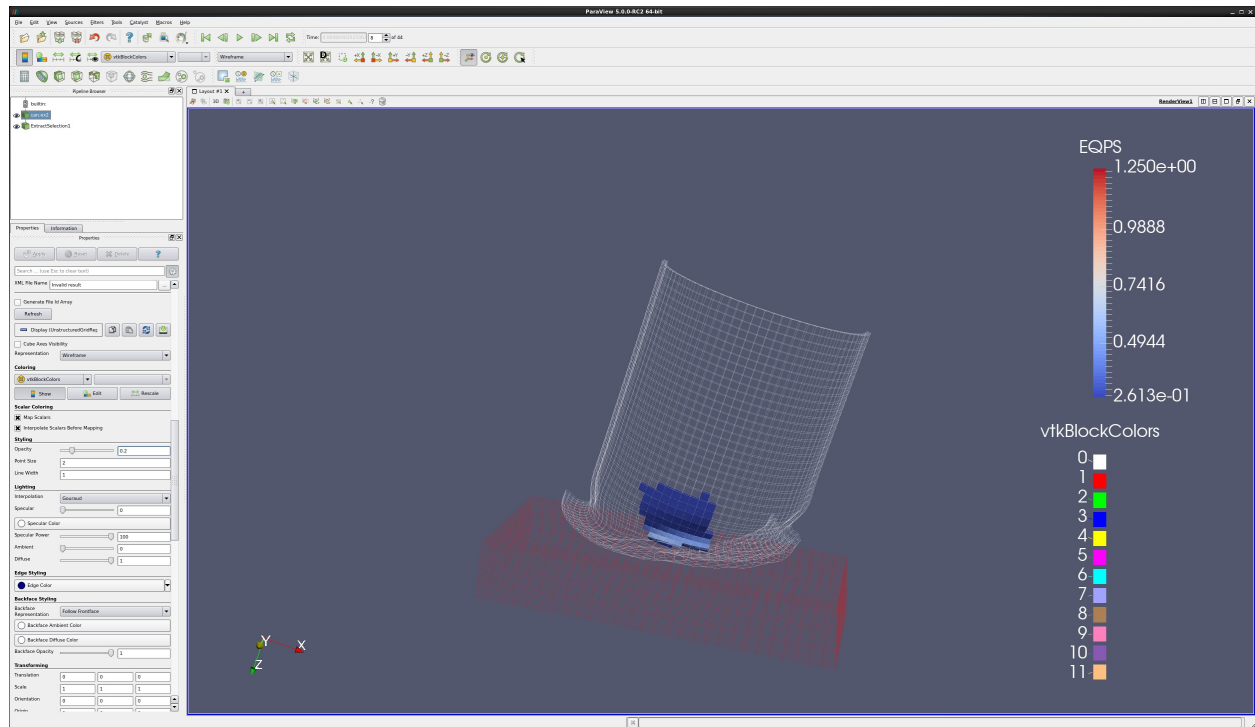 ParaView 5.0.0-RC2 64-bit
File Edit View Sources Filters Tools Catalyst Macros Help
Time: 8 of 44
vtkBlockColors Wireframe
Pipeline Browser
Layout #1 X +
3D RenderView1
builtin:
can.ex2
ExtractSelection1
Properties Information
Properties
Apply Reset Delete ?
Search ... (use Esc to clear text)
XML File Name Invalid result ...
Generate File Id Array
Refresh
Display (UnstructuredGridRep
Cube Axes Visibility
Representation Wireframe
Coloring
vtkBlockColors
Show Edit Rescale
Scalar Coloring
Map Scalars
Interpolate Scalars Before Mapping
Styling
Opacity 0.2
Point Size 2
Line Width 1
Lighting
Interpolation Gouraud
Specular 0
Specular Color
Specular Power 100
Ambient 0
Diffuse 1
Edge Styling
Edge Color
Backface Styling
Backface
Representation Follow Frontface
Backface Ambient Color
Backface Diffuse Color
Backface Opacity 1
Transforming
Translation 0 0 0
Scale 1 1 1
Orientation 0 0 0
Origin
EQPS
1.250e+00
0.9888
0.7416
0.4944
2.613e-01
vtkBlockColors
0
1
2
3
4
5
6
7
8
9
10
11
Y X
Z